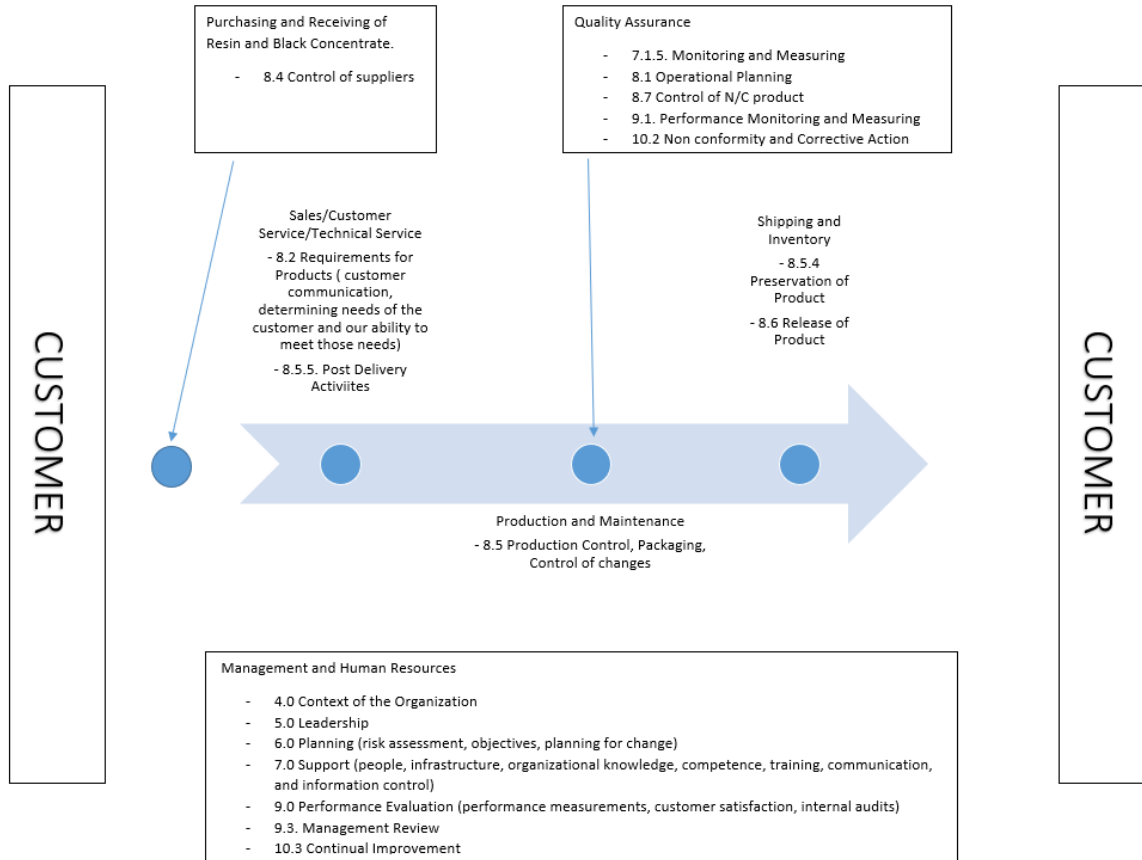 Purchasing and Receiving of
Resin and Black Concentrate.
- 8.4 Control of suppliers
Quality Assurance
- 7.1.5. Monitoring and Measuring
- 8.1 Operational Planning
- 8.7 Control of N/C product
- 9.1. Performance Monitoring and Measuring
- 10.2 Non conformity and Corrective Action
CUSTOMER
Sales/Customer
Service/Technical Service
- 8.2 Requirements for
Products ( customer
communication,
determining needs of the
customer and our ability to
meet those needs)
- 8.5.5. Post Delivery
Activiites
Shipping and
Inventory
- 8.5.4
Preservation of
Product
- 8.6 Release of
Product
CUSTOMER
Production and Maintenance
- 8.5 Production Control, Packaging,
Control of changes
Management and Human Resources
- 4.0 Context of the Organization
- 5.0 Leadership
- 6.0 Planning (risk assessment, objectives, planning for change)
- 7.0 Support (people, infrastructure, organizational knowledge, competence, training, communication,
and information control)
- 9.0 Performance Evaluation (performance measurements, customer satisfaction, internal audits)
- 9.3. Management Review
- 10.3 Continual Improvement